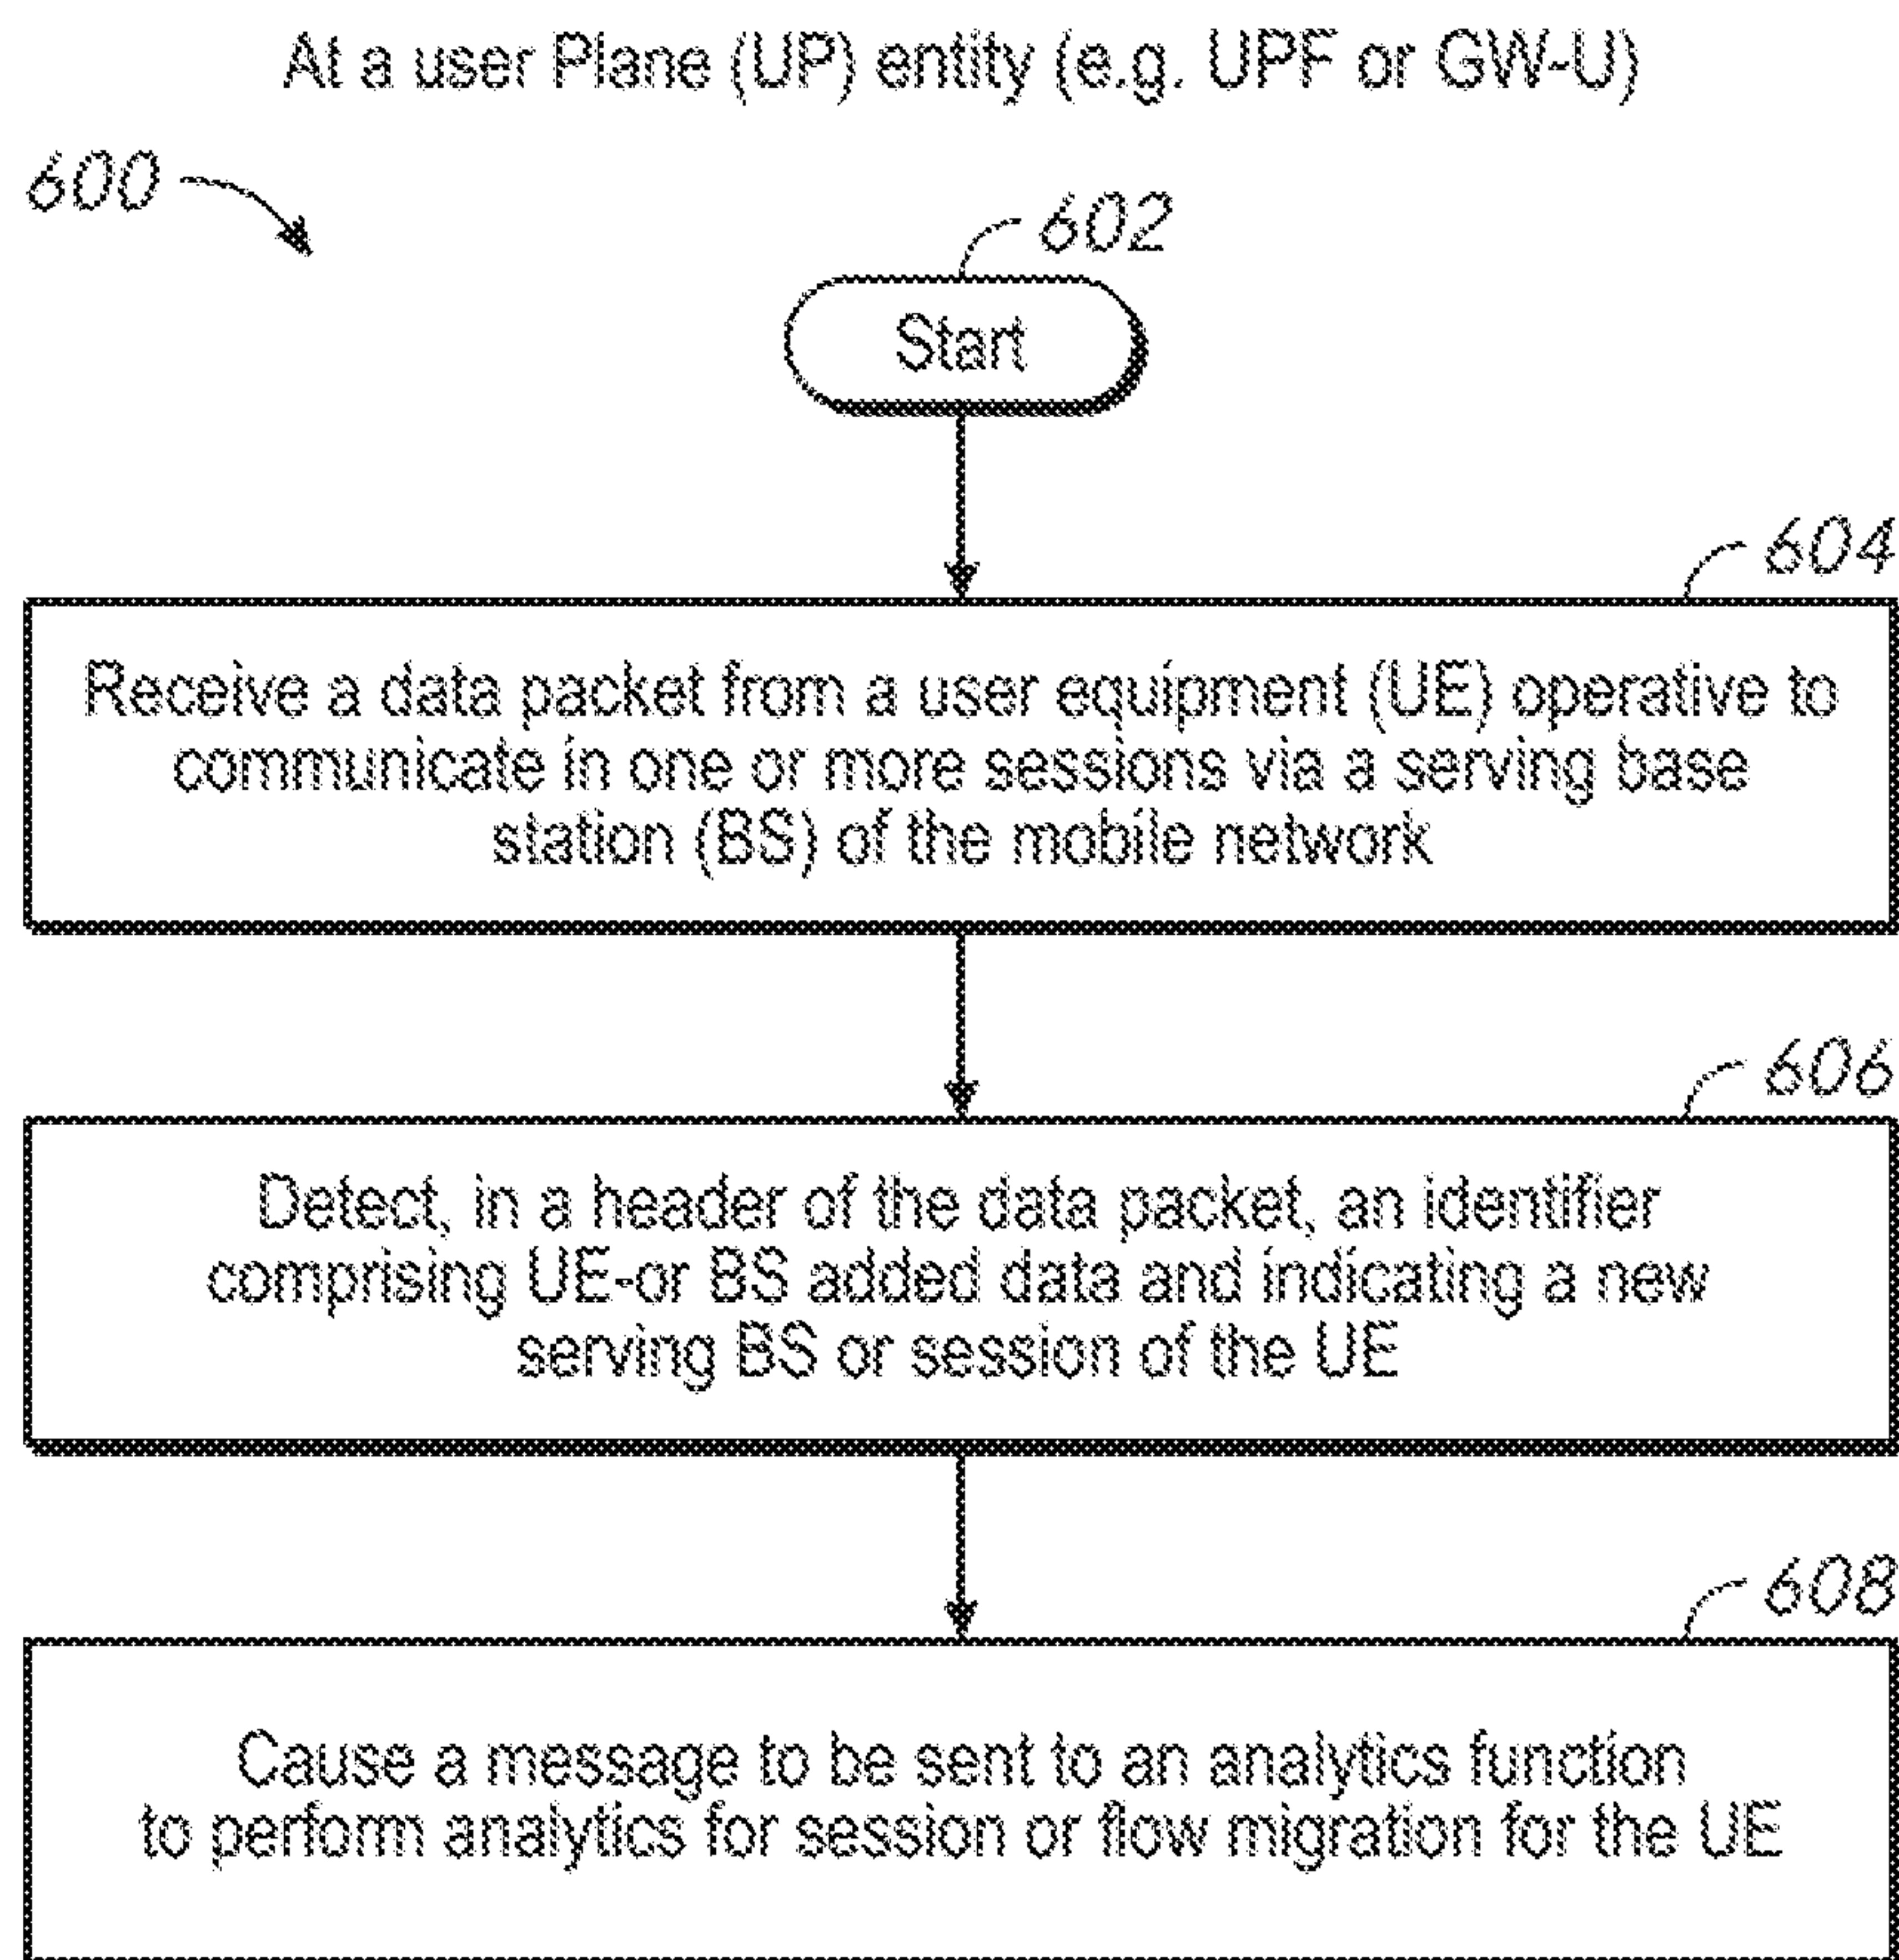 At a user Plane (UP) entity (e.g. UPF or GW-U)
600
602
Start
604
Receive a data packet from a user equipment (UE) operative to
communicate in one or more sessions via a serving base
station (BS) of the mobile network
606
Detect, in a header of the data packet, an identifier
comprising UE-or BS added data and indicating a new
serving BS or session of the UE
608
Cause a message to be sent to an analytics function
to perform analytics for session or flow migration for the UE